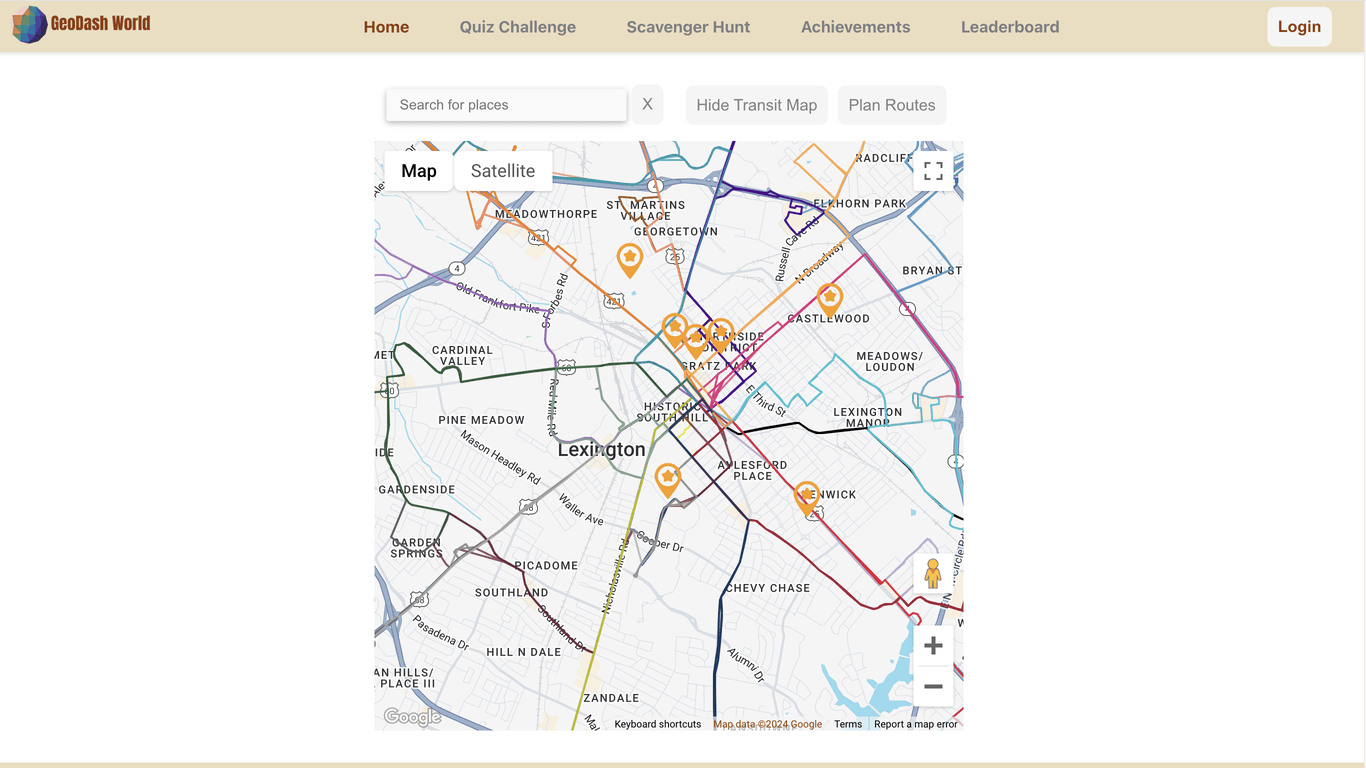 GeoDash World
Home
Quiz Challenge
Scavenger Hunt
Achievements
Leaderboard
Login
Search for places
X
Hide Transit Map
Plan Routes
Map
Satellite
RADCLIFF
ELKHORN PARK
MEADOWTHORPE
ST. MARTINS
VILLAGE
GEORGETOWN
421
25
4
Russell Cave Rd
N Broadway
BRYAN ST
Old Frankfort Pike
S Forbes Rd
421
CASTLEWOOD
GRATZ PARK
CARDINAL
VALLEY
60
60
MEADOWS/
LOUDON
Red Mile Rd
E Third St
HISTORIC
SOUTH HILL
LEXINGTON
MANOR
PINE MEADOW
Mason Headley Rd
Lexington
AYLESFORD
PLACE
GARDENSIDE
68
Waller Ave
KENWICK
25
GARDEN
SPRINGS
Cooper Dr
PICADOME
Nicholasville Rd
CHEVY CHASE
SOUTHLAND
68
Southland Dr
Pasadena Dr
HILL N DALE
Alumni Dr
AN HILLS/
PLACE III
ZANDALE
Google
Keyboard shortcuts
Map data ©2024 Google
Terms
Report a map error